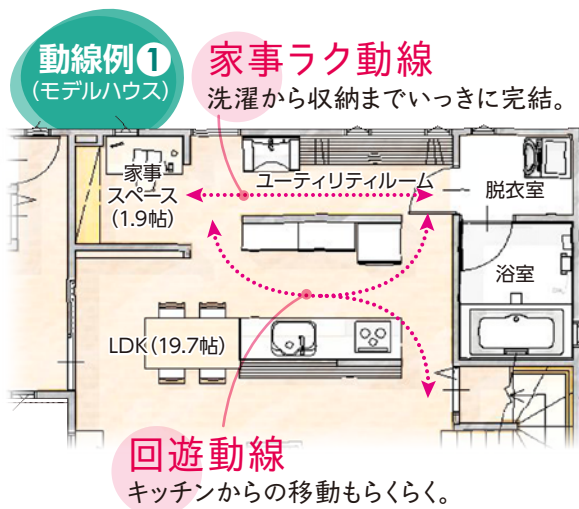 動線例❶
(モデルハウス)
家事ラク動線
洗濯から収納までいっきに完結。
家事
スペース
(1.9帖)
ユーティリティルーム
脱衣室
浴室
LDK(19.7帖)
回遊動線
キッチンからの移動もらくらく。